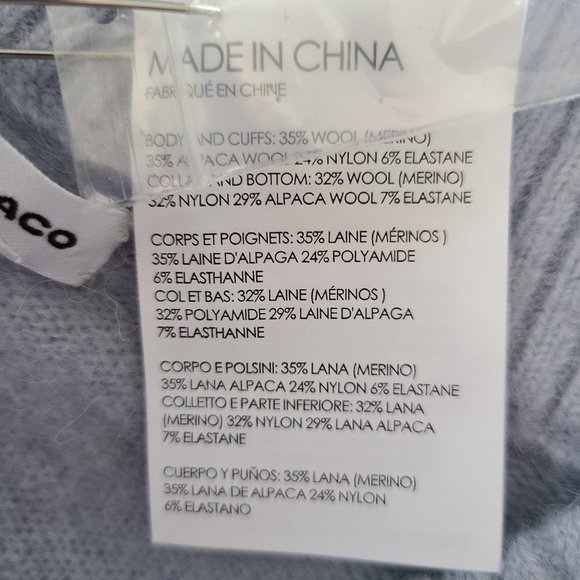 MADE IN CHINA
FABRIQUÉ EN CHINE
BODY AND CUFFS: 35% WOOL (MERINO)
35% ALPACA WOOL 24% NYLON 6% ELASTANE
COLLAR AND BOTTOM: 32% WOOL (MERINO)
32% NYLON 29% ALPACA WOOL 7% ELASTANE
CORPS ET POIGNETS: 35% LAINE (MÉRINOS )
35% LAINE D'ALPAGA 24% POLYAMIDE
6% ELASTHANNE
COL ET BAS: 32% LAINE (MÉRINOS )
32% POLYAMIDE 29% LAINE D'ALPAGA
7% ELASTHANNE
CORPO E POLSINI: 35% LANA (MERINO)
35% LANA ALPACA 24% NYLON 6% ELASTANE
COLLETTO E PARTE INFERIORE: 32% LANA
(MERINO) 32% NYLON 29% LANA ALPACA
7% ELASTANE
CUERPO Y PUÑOS: 35% LANA (MERINO)
35% LANA DE ALPACA 24% NYLON
6% ELASTANO
ACO